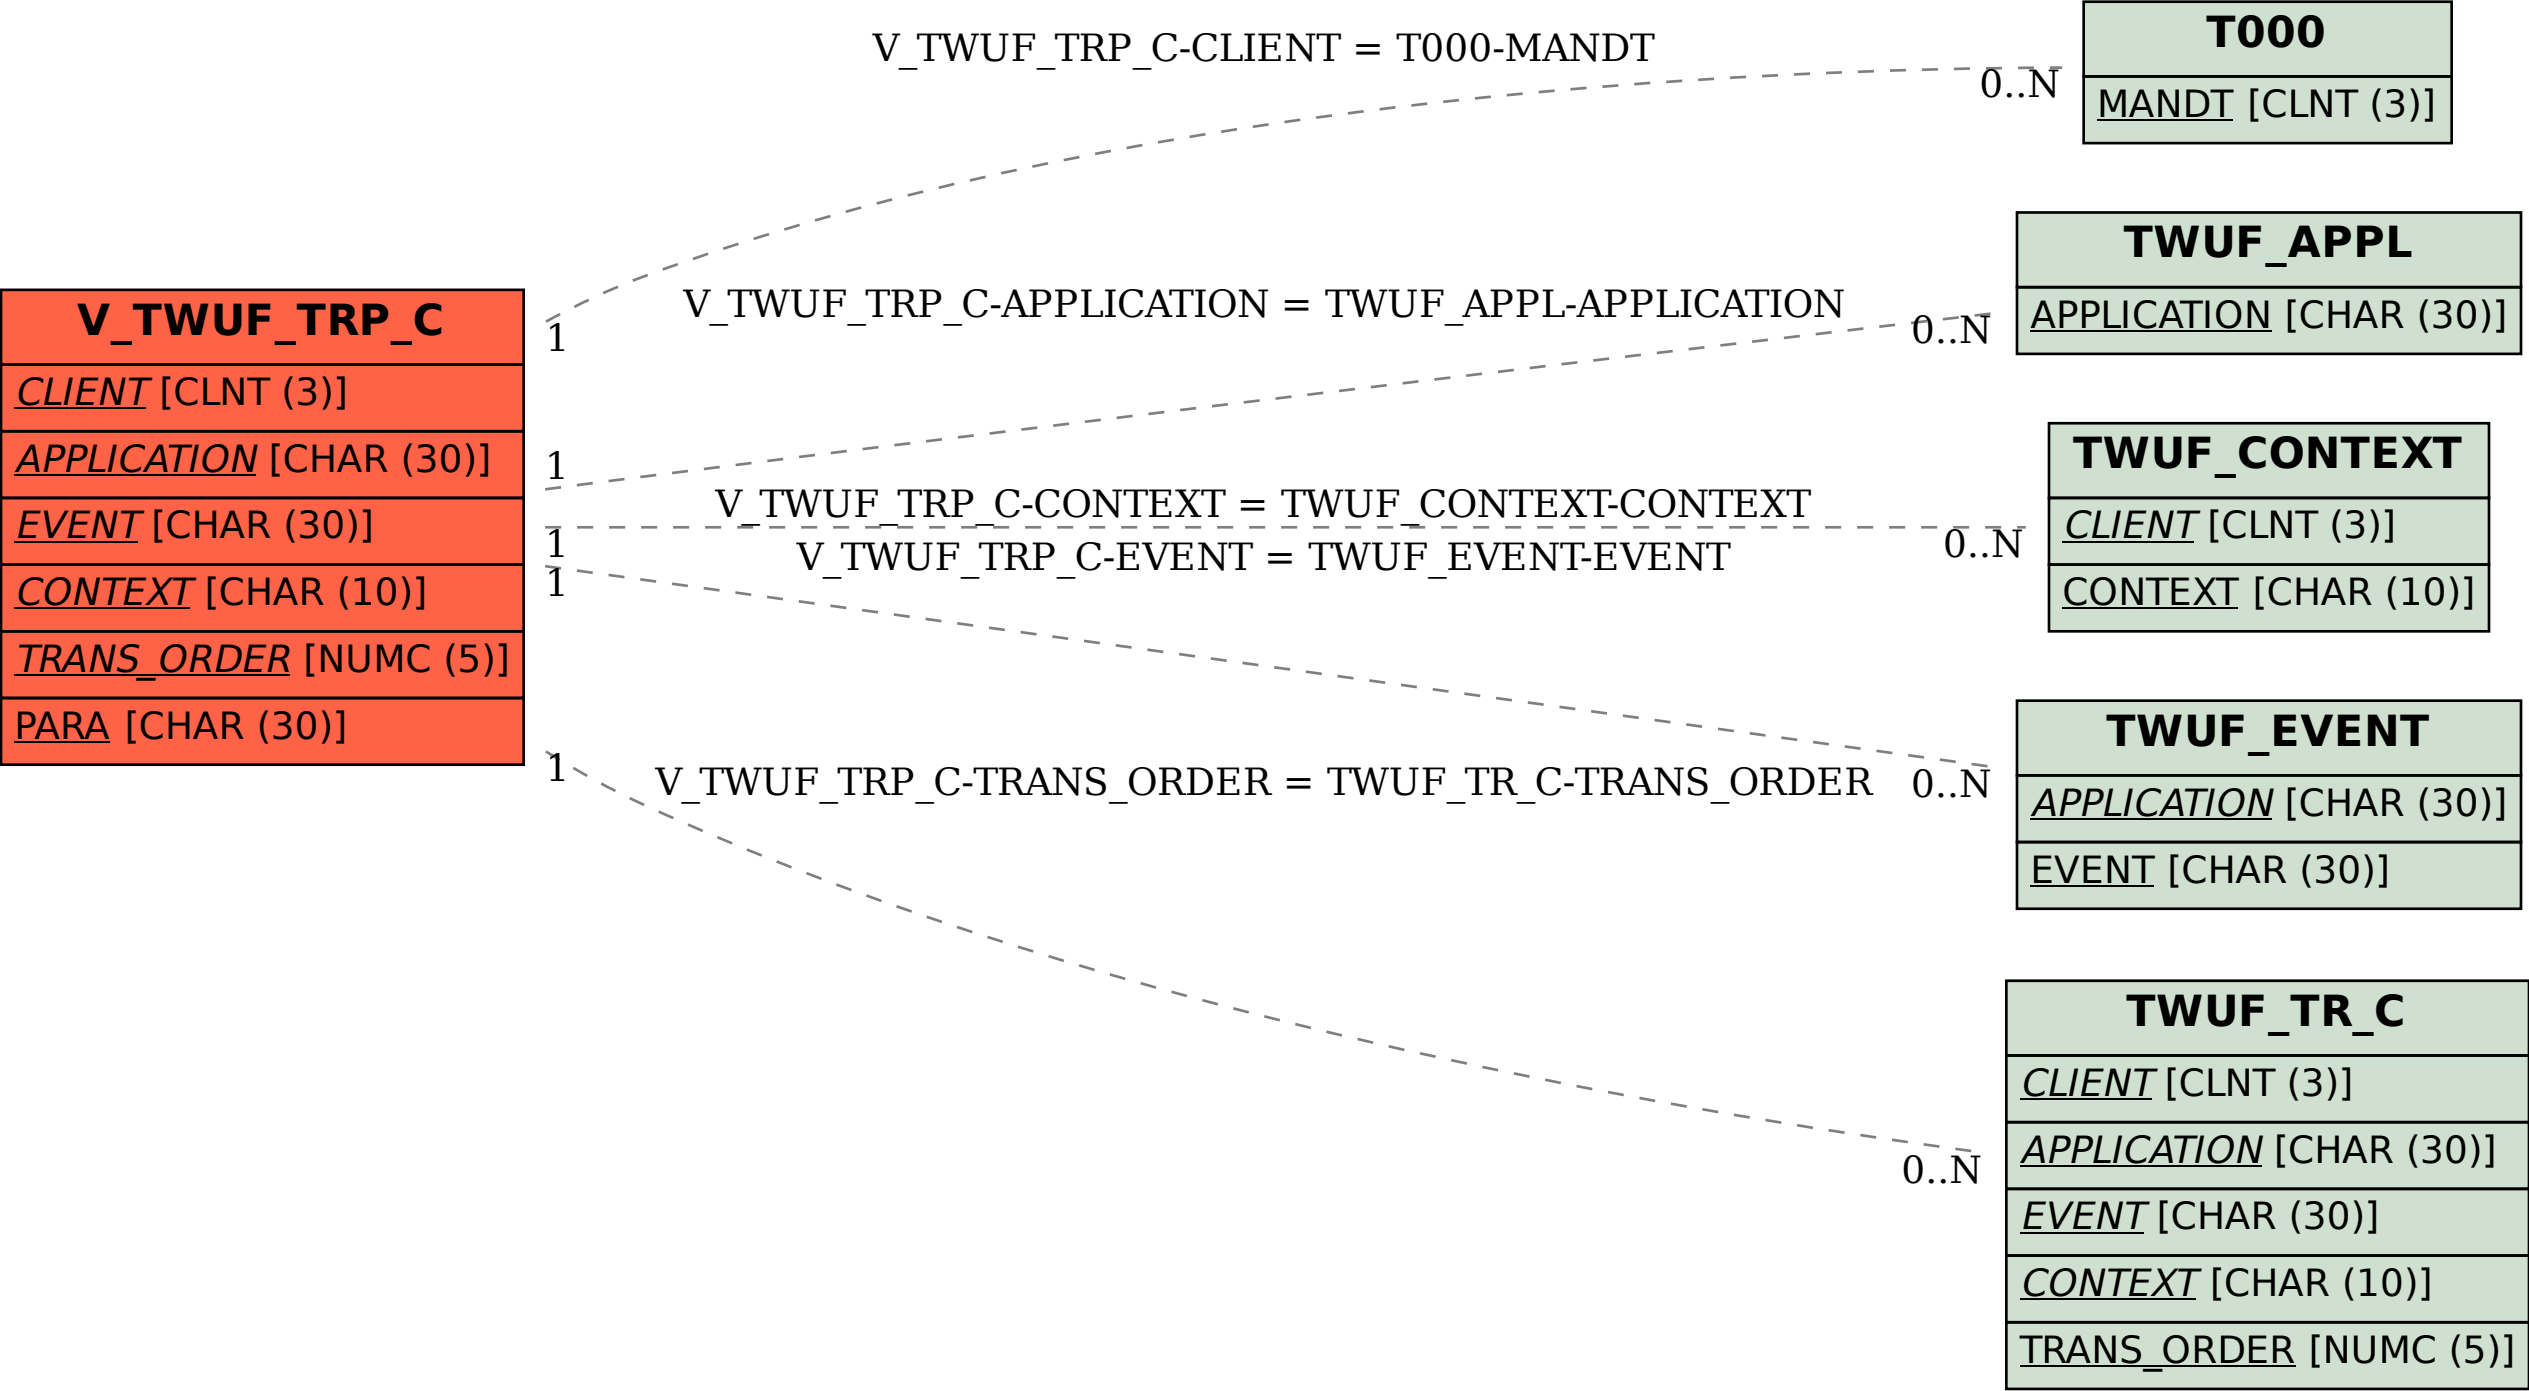 V_TWUF_TRP_C
CLIENT [CLNT (3)]
APPLICATION [CHAR (30)]
EVENT [CHAR (30)]
CONTEXT [CHAR (10)]
TRANS_ORDER [NUMC (5)]
PARA [CHAR (30)]
V_TWUF_TRP_C-CLIENT = T000-MANDT
1
0..N
V_TWUF_TRP_C-APPLICATION = TWUF_APPL-APPLICATION
1
0..N
V_TWUF_TRP_C-CONTEXT = TWUF_CONTEXT-CONTEXT
1
0..N
V_TWUF_TRP_C-EVENT = TWUF_EVENT-EVENT
1
0..N
V_TWUF_TRP_C-TRANS_ORDER = TWUF_TR_C-TRANS_ORDER
1
0..N
T000
MANDT [CLNT (3)]
TWUF_APPL
APPLICATION [CHAR (30)]
TWUF_CONTEXT
CLIENT [CLNT (3)]
CONTEXT [CHAR (10)]
TWUF_EVENT
APPLICATION [CHAR (30)]
EVENT [CHAR (30)]
TWUF_TR_C
CLIENT [CLNT (3)]
APPLICATION [CHAR (30)]
EVENT [CHAR (30)]
CONTEXT [CHAR (10)]
TRANS_ORDER [NUMC (5)]